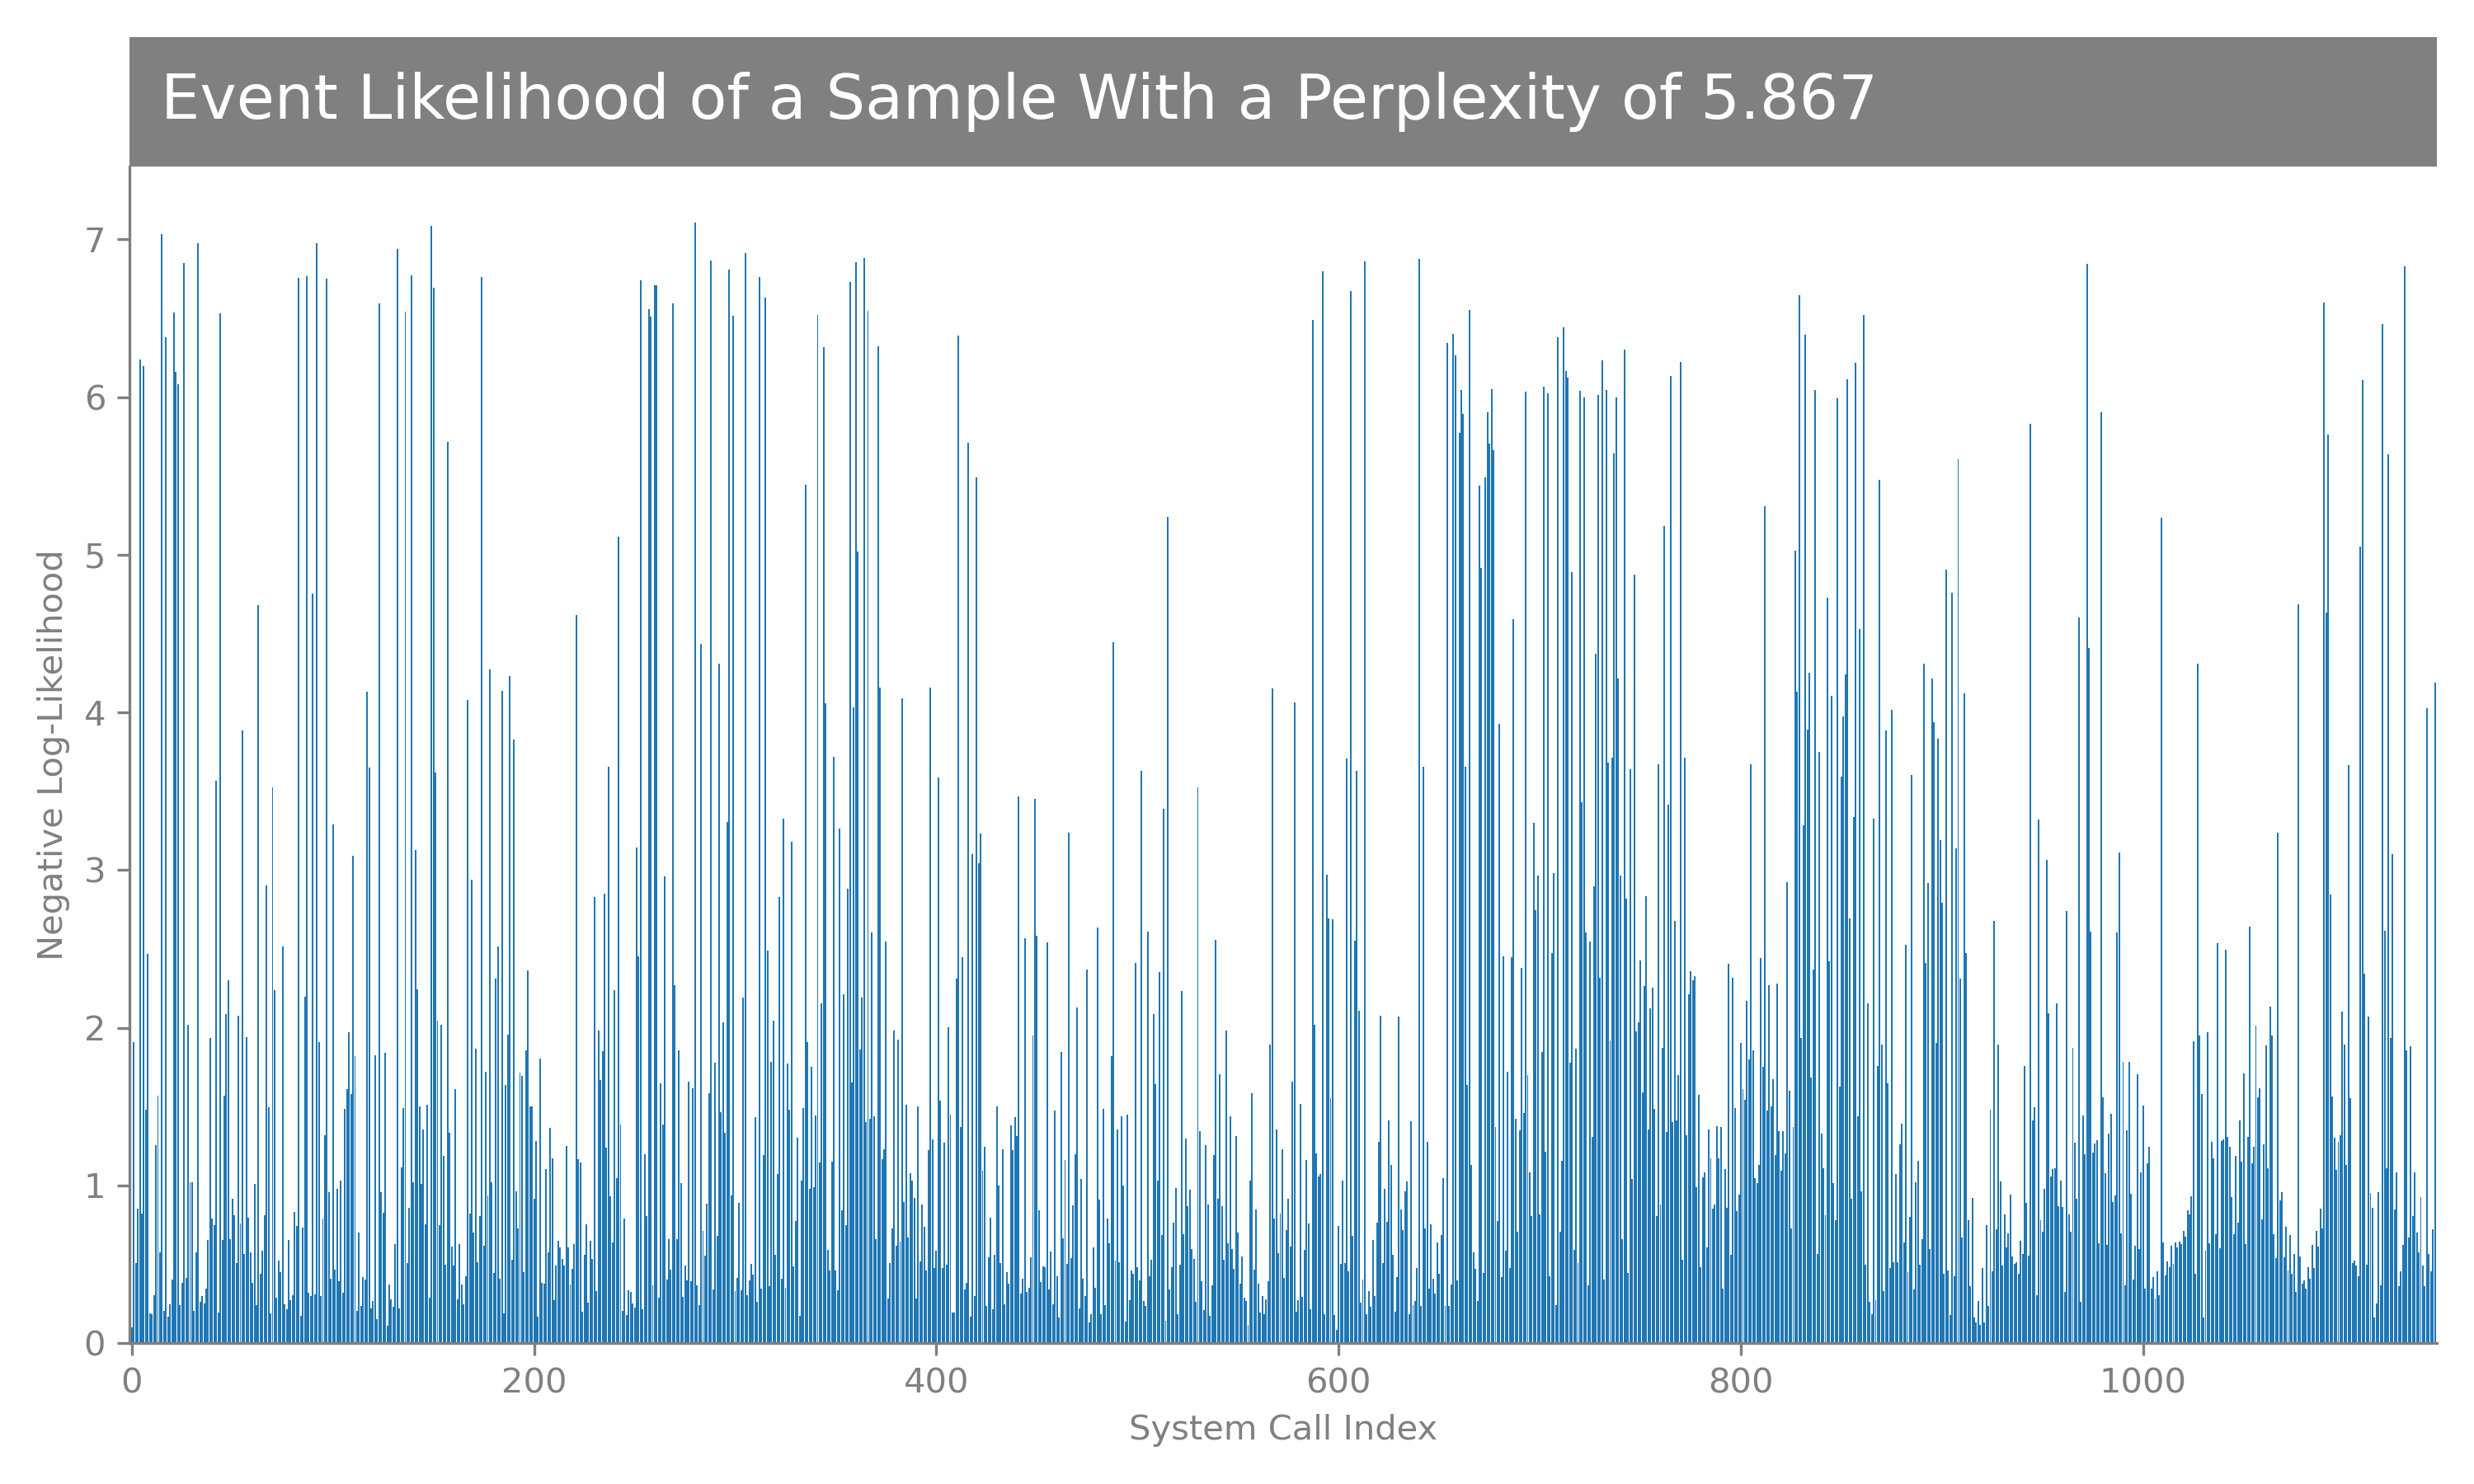 Event Likelihood of a Sample With a Perplexity of 5.867
Negative Log-Likelihood
7
6
5
4
3
2
1
0
0 200 400 600 800 1000
System Call Index